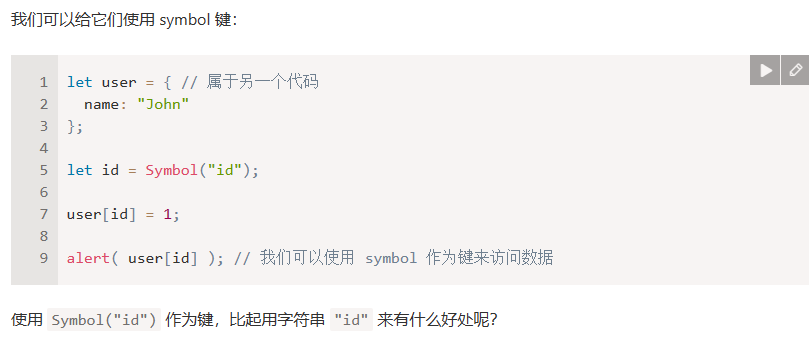 我们可以给它们使用 symbol 键：
1 let user = { // 属于另一个代码
2   name: "John"
3 };
4
5 let id = Symbol("id");
6
7 user[id] = 1;
8
9 alert( user[id] ); // 我们可以使用 symbol 作为键来访问数据
使用 Symbol("id") 作为键，比起用字符串 "id" 来有什么好处呢？